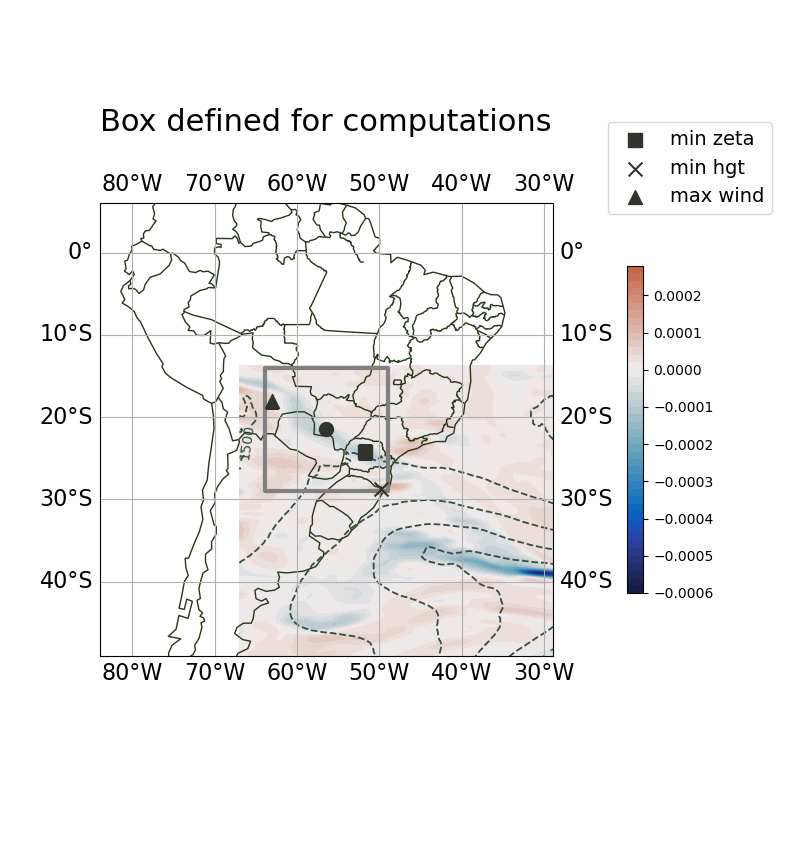 Box defined for computations
min zeta
min hgt
max wind
80°W 70°W 60°W 50°W 40°W 30°W
0° 0°
10°S 10°S
20°S 20°S
30°S 30°S
40°S 40°S
1500
80°W 70°W 60°W 50°W 40°W 30°W
0.0002
0.0001
0.0000
−0.0001
−0.0002
−0.0003
−0.0004
−0.0005
−0.0006